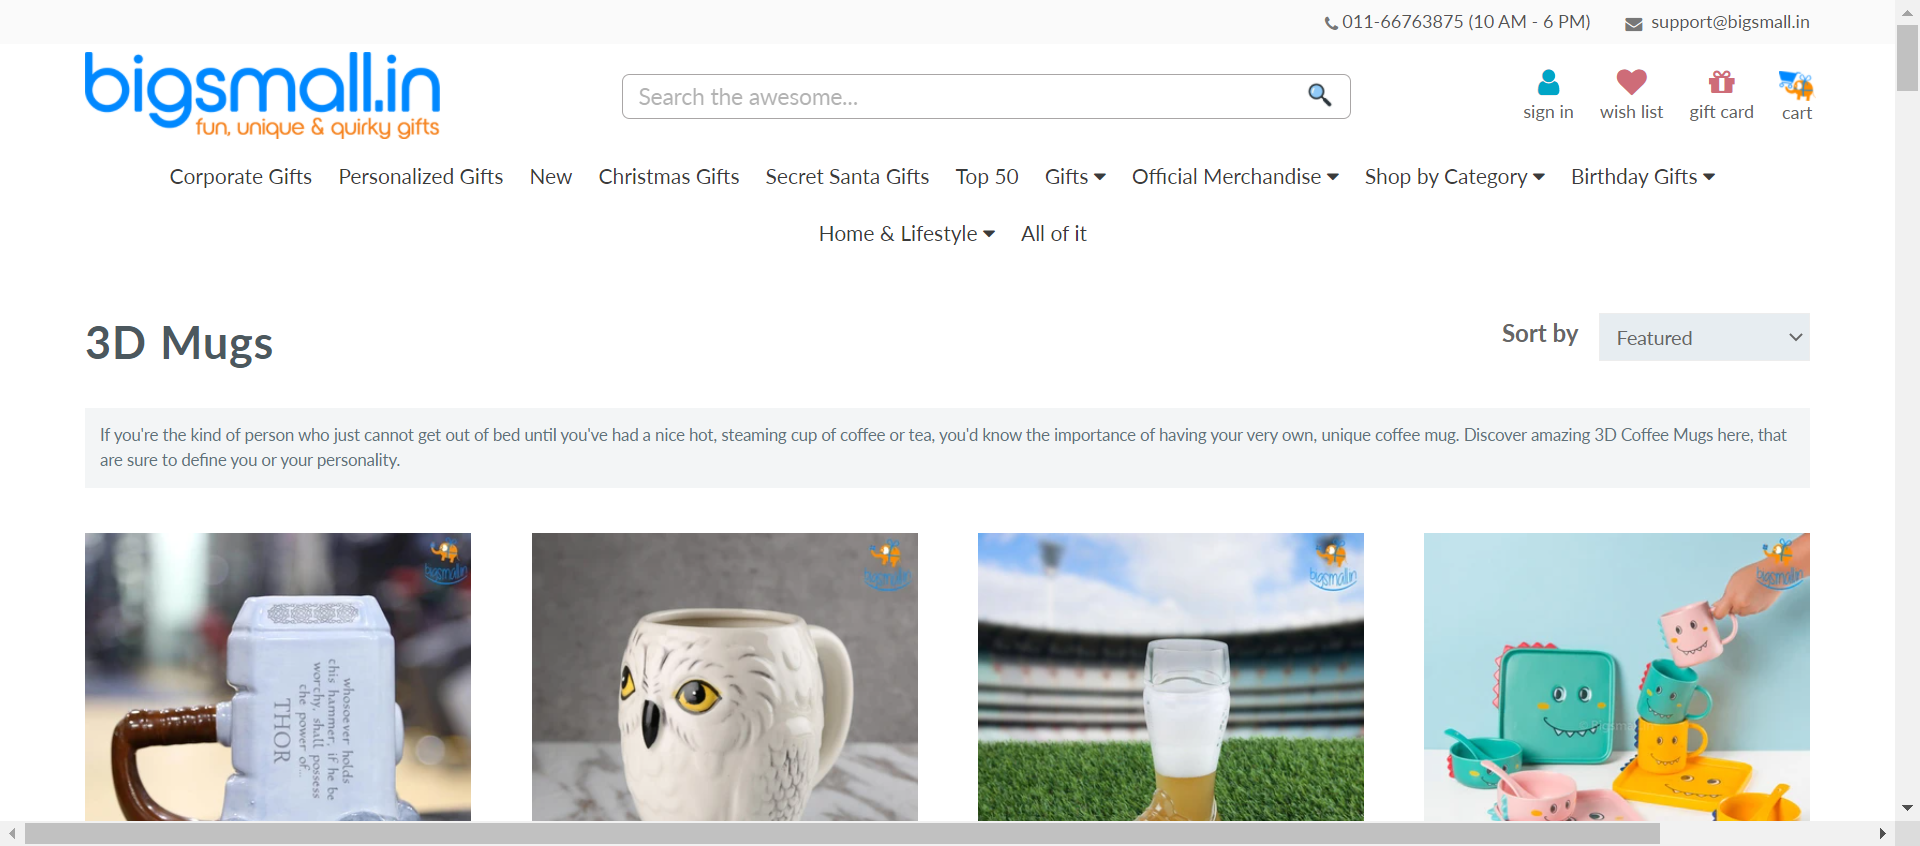 011-66763875 (10 AM - 6 PM) support@bigsmall.in
bigsmall.in
fun, unique & quirky gifts
Search the awesome...
sign in wish list gift card cart
Corporate Gifts Personalized Gifts New Christmas Gifts Secret Santa Gifts Top 50 Gifts Official Merchandise Shop by Category Birthday Gifts
Home & Lifestyle All of it
3D Mugs
Sort by Featured
If you're the kind of person who just cannot get out of bed until you've had a nice hot, steaming cup of coffee or tea, you'd know the importance of having your very own, unique coffee mug. Discover amazing 3D Coffee Mugs here, that
are sure to define you or your personality.
bigsmall.in
whosoever holds
this hammer, if he be
worthy, shall possess
the power of...
THOR
bigsmall.in
bigsmall.in
bigsmall.in